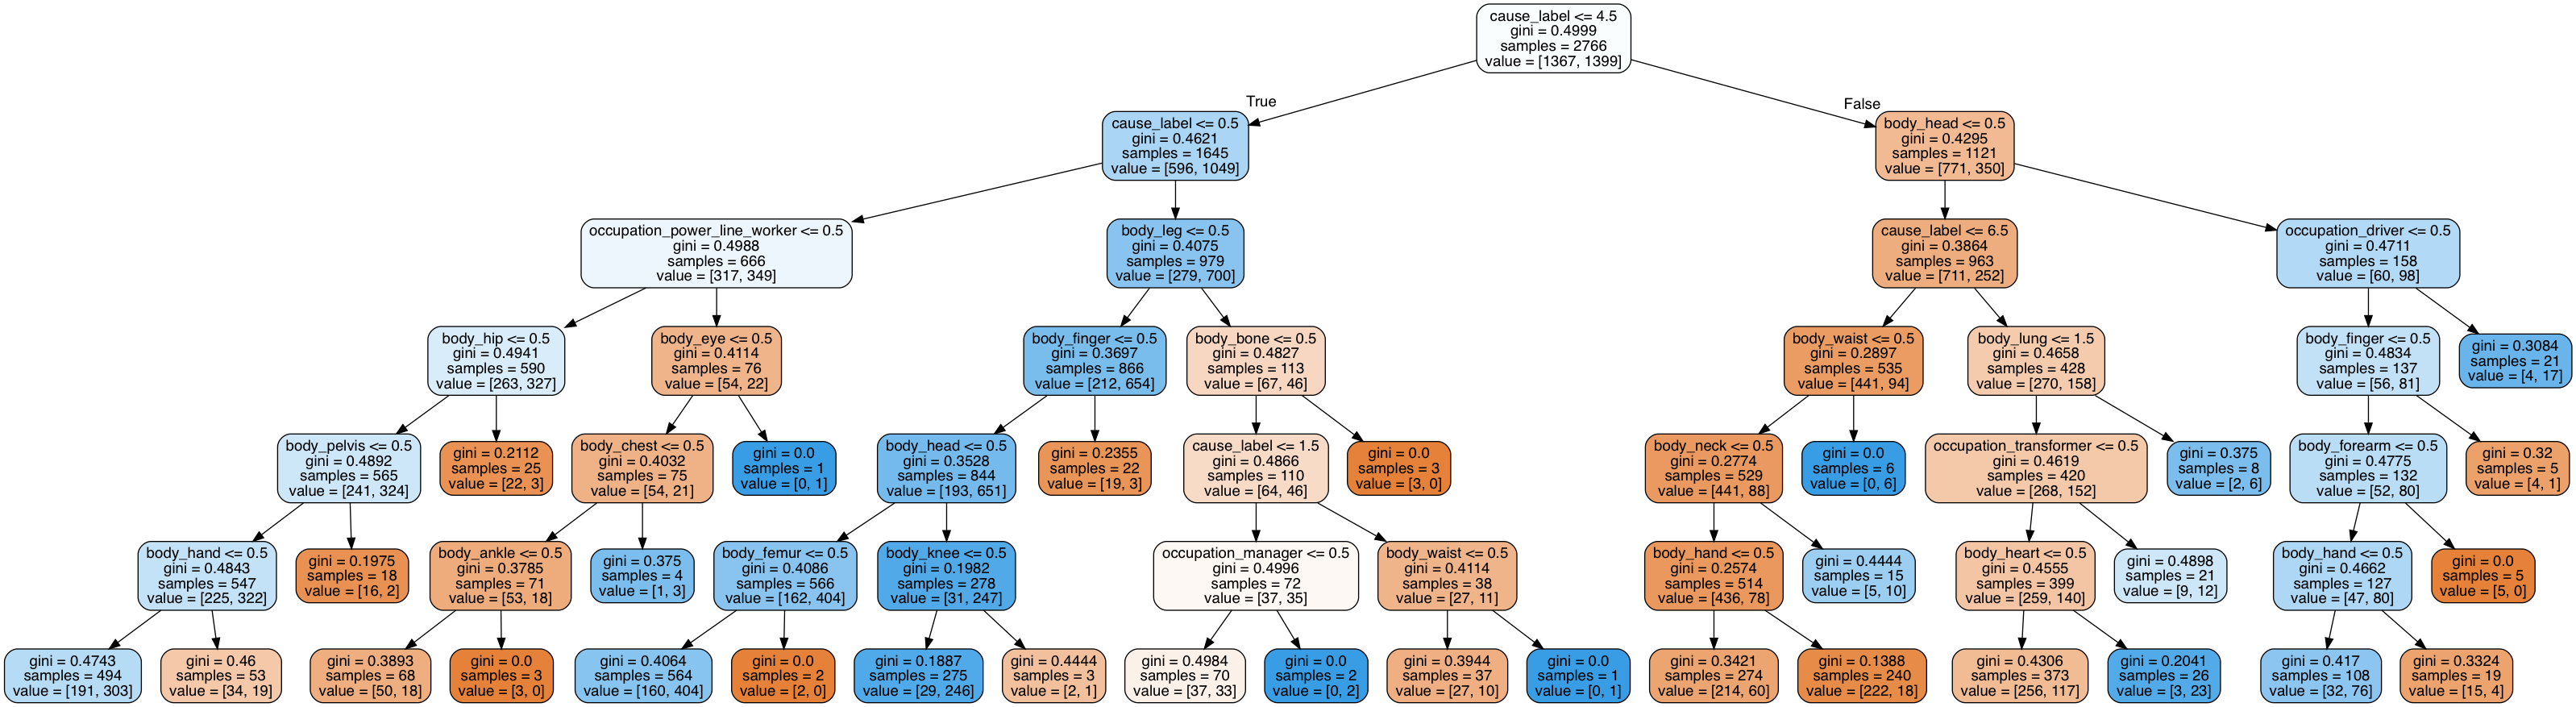 cause_label <= 4.5
gini = 0.4999
samples = 2766
value = [1367, 1399]
True
False
cause_label <= 0.5
gini = 0.4621
samples = 1645
value = [596, 1049]
body_head <= 0.5
gini = 0.4295
samples = 1121
value = [771, 350]
occupation_power_line_worker <= 0.5
gini = 0.4988
samples = 666
value = [317, 349]
body_leg <= 0.5
gini = 0.4075
samples = 979
value = [279, 700]
cause_label <= 6.5
gini = 0.3864
samples = 963
value = [711, 252]
occupation_driver <= 0.5
gini = 0.4711
samples = 158
value = [60, 98]
body_hip <= 0.5
gini = 0.4941
samples = 590
value = [263, 327]
body_eye <= 0.5
gini = 0.4114
samples = 76
value = [54, 22]
body_finger <= 0.5
gini = 0.3697
samples = 866
value = [212, 654]
body_bone <= 0.5
gini = 0.4827
samples = 113
value = [67, 46]
body_waist <= 0.5
gini = 0.2897
samples = 535
value = [441, 94]
body_lung <= 1.5
gini = 0.4658
samples = 428
value = [270, 158]
body_finger <= 0.5
gini = 0.4834
samples = 137
value = [56, 81]
gini = 0.3084
samples = 21
value = [4, 17]
body_pelvis <= 0.5
gini = 0.4892
samples = 565
value = [241, 324]
gini = 0.2112
samples = 25
value = [22, 3]
body_chest <= 0.5
gini = 0.4032
samples = 75
value = [54, 21]
gini = 0.0
samples = 1
value = [0, 1]
body_head <= 0.5
gini = 0.3528
samples = 844
value = [193, 651]
gini = 0.2355
samples = 22
value = [19, 3]
cause_label <= 1.5
gini = 0.4866
samples = 110
value = [64, 46]
gini = 0.0
samples = 3
value = [3, 0]
body_neck <= 0.5
gini = 0.2774
samples = 529
value = [441, 88]
gini = 0.0
samples = 6
value = [0, 6]
occupation_transformer <= 0.5
gini = 0.4619
samples = 420
value = [268, 152]
gini = 0.375
samples = 8
value = [2, 6]
body_forearm <= 0.5
gini = 0.4775
samples = 132
value = [52, 80]
gini = 0.32
samples = 5
value = [4, 1]
body_hand <= 0.5
gini = 0.4843
samples = 547
value = [225, 322]
gini = 0.1975
samples = 18
value = [16, 2]
body_ankle <= 0.5
gini = 0.3785
samples = 71
value = [53, 18]
gini = 0.375
samples = 4
value = [1, 3]
body_femur <= 0.5
gini = 0.4086
samples = 566
value = [162, 404]
body_knee <= 0.5
gini = 0.1982
samples = 278
value = [31, 247]
occupation_manager <= 0.5
gini = 0.4996
samples = 72
value = [37, 35]
body_waist <= 0.5
gini = 0.4114
samples = 38
value = [27, 11]
body_hand <= 0.5
gini = 0.2574
samples = 514
value = [436, 78]
gini = 0.4444
samples = 15
value = [5, 10]
body_heart <= 0.5
gini = 0.4555
samples = 399
value = [259, 140]
gini = 0.4898
samples = 21
value = [9, 12]
body_hand <= 0.5
gini = 0.4662
samples = 127
value = [47, 80]
gini = 0.0
samples = 5
value = [5, 0]
gini = 0.4743
samples = 494
value = [191, 303]
gini = 0.46
samples = 53
value = [34, 19]
gini = 0.3893
samples = 68
value = [50, 18]
gini = 0.0
samples = 3
value = [3, 0]
gini = 0.4064
samples = 564
value = [160, 404]
gini = 0.0
samples = 2
value = [2, 0]
gini = 0.1887
samples = 275
value = [29, 246]
gini = 0.4444
samples = 3
value = [2, 1]
gini = 0.4984
samples = 70
value = [37, 33]
gini = 0.0
samples = 2
value = [0, 2]
gini = 0.3944
samples = 37
value = [27, 10]
gini = 0.0
samples = 1
value = [0, 1]
gini = 0.3421
samples = 274
value = [214, 60]
gini = 0.1388
samples = 240
value = [222, 18]
gini = 0.4306
samples = 373
value = [256, 117]
gini = 0.2041
samples = 26
value = [3, 23]
gini = 0.417
samples = 108
value = [32, 76]
gini = 0.3324
samples = 19
value = [15, 4]